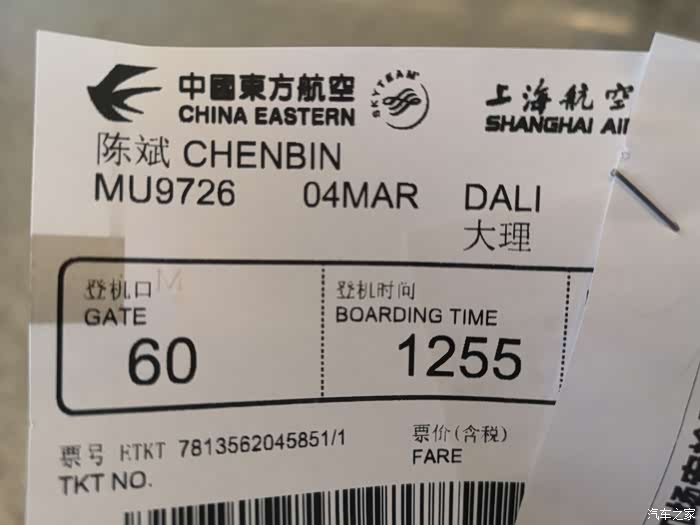 中國東方航空 SKYTEAM 上海航空
CHINA EASTERN SHANGHAI AIR
陈斌 CHENBIN
MU9726 04MAR DALI
大理
登机口 M 登机时间
GATE BOARDING TIME
60 1255
票号 ETKT 7813562045851/1 票价(含税)
TKT NO. FARE
汽车之家